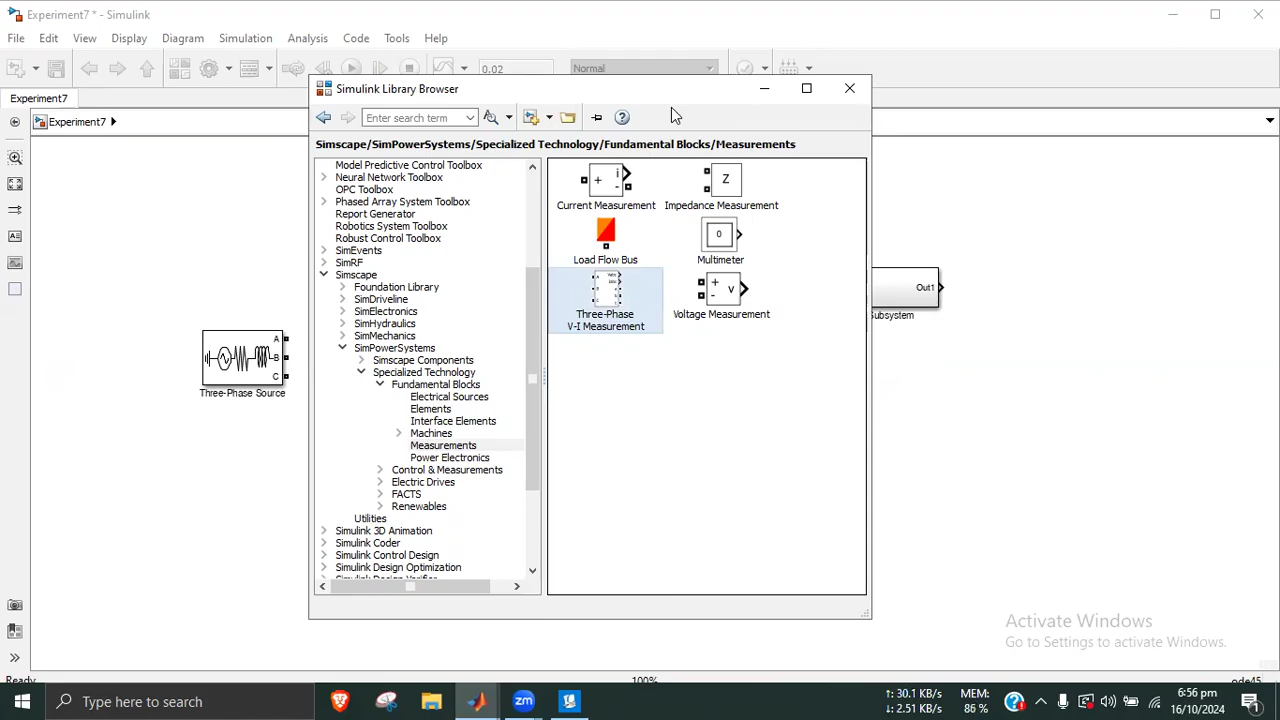 Experiment7 * - Simulink
File Edit View Display Diagram Simulation Analysis Code Tools Help
0.02 Normal
Experiment7
Experiment7
Simulink Library Browser
Enter search term
Simscape/SimPowerSystems/Specialized Technology/Fundamental Blocks/Measurements
Model Predictive Control Toolbox
Neural Network Toolbox
OPC Toolbox
Phased Array System Toolbox
Report Generator
Robotics System Toolbox
Robust Control Toolbox
SimEvents
SimRF
Simscape
Foundation Library
SimDriveline
SimElectronics
SimHydraulics
SimMechanics
SimPowerSystems
Simscape Components
Specialized Technology
Fundamental Blocks
Electrical Sources
Elements
Interface Elements
Machines
Measurements
Power Electronics
Control & Measurements
Electric Drives
FACTS
Renewables
Utilities
Simulink 3D Animation
Simulink Coder
Simulink Control Design
Simulink Design Optimization
Simulink Design Verifier
+ i -
Current Measurement
Z
Impedance Measurement
Load Flow Bus
0
Multimeter
Three-Phase
V-I Measurement
+ - v
Voltage Measurement
A
B
C
Three-Phase Source
Out1
Subsystem
Activate Windows
Go to Settings to activate Windows.
Ready 100% ode45
Type here to search
zm
↑: 30.1 KB/s
↓: 2.51 KB/s
MEM:
86 %
6:56 pm
16/10/2024
1